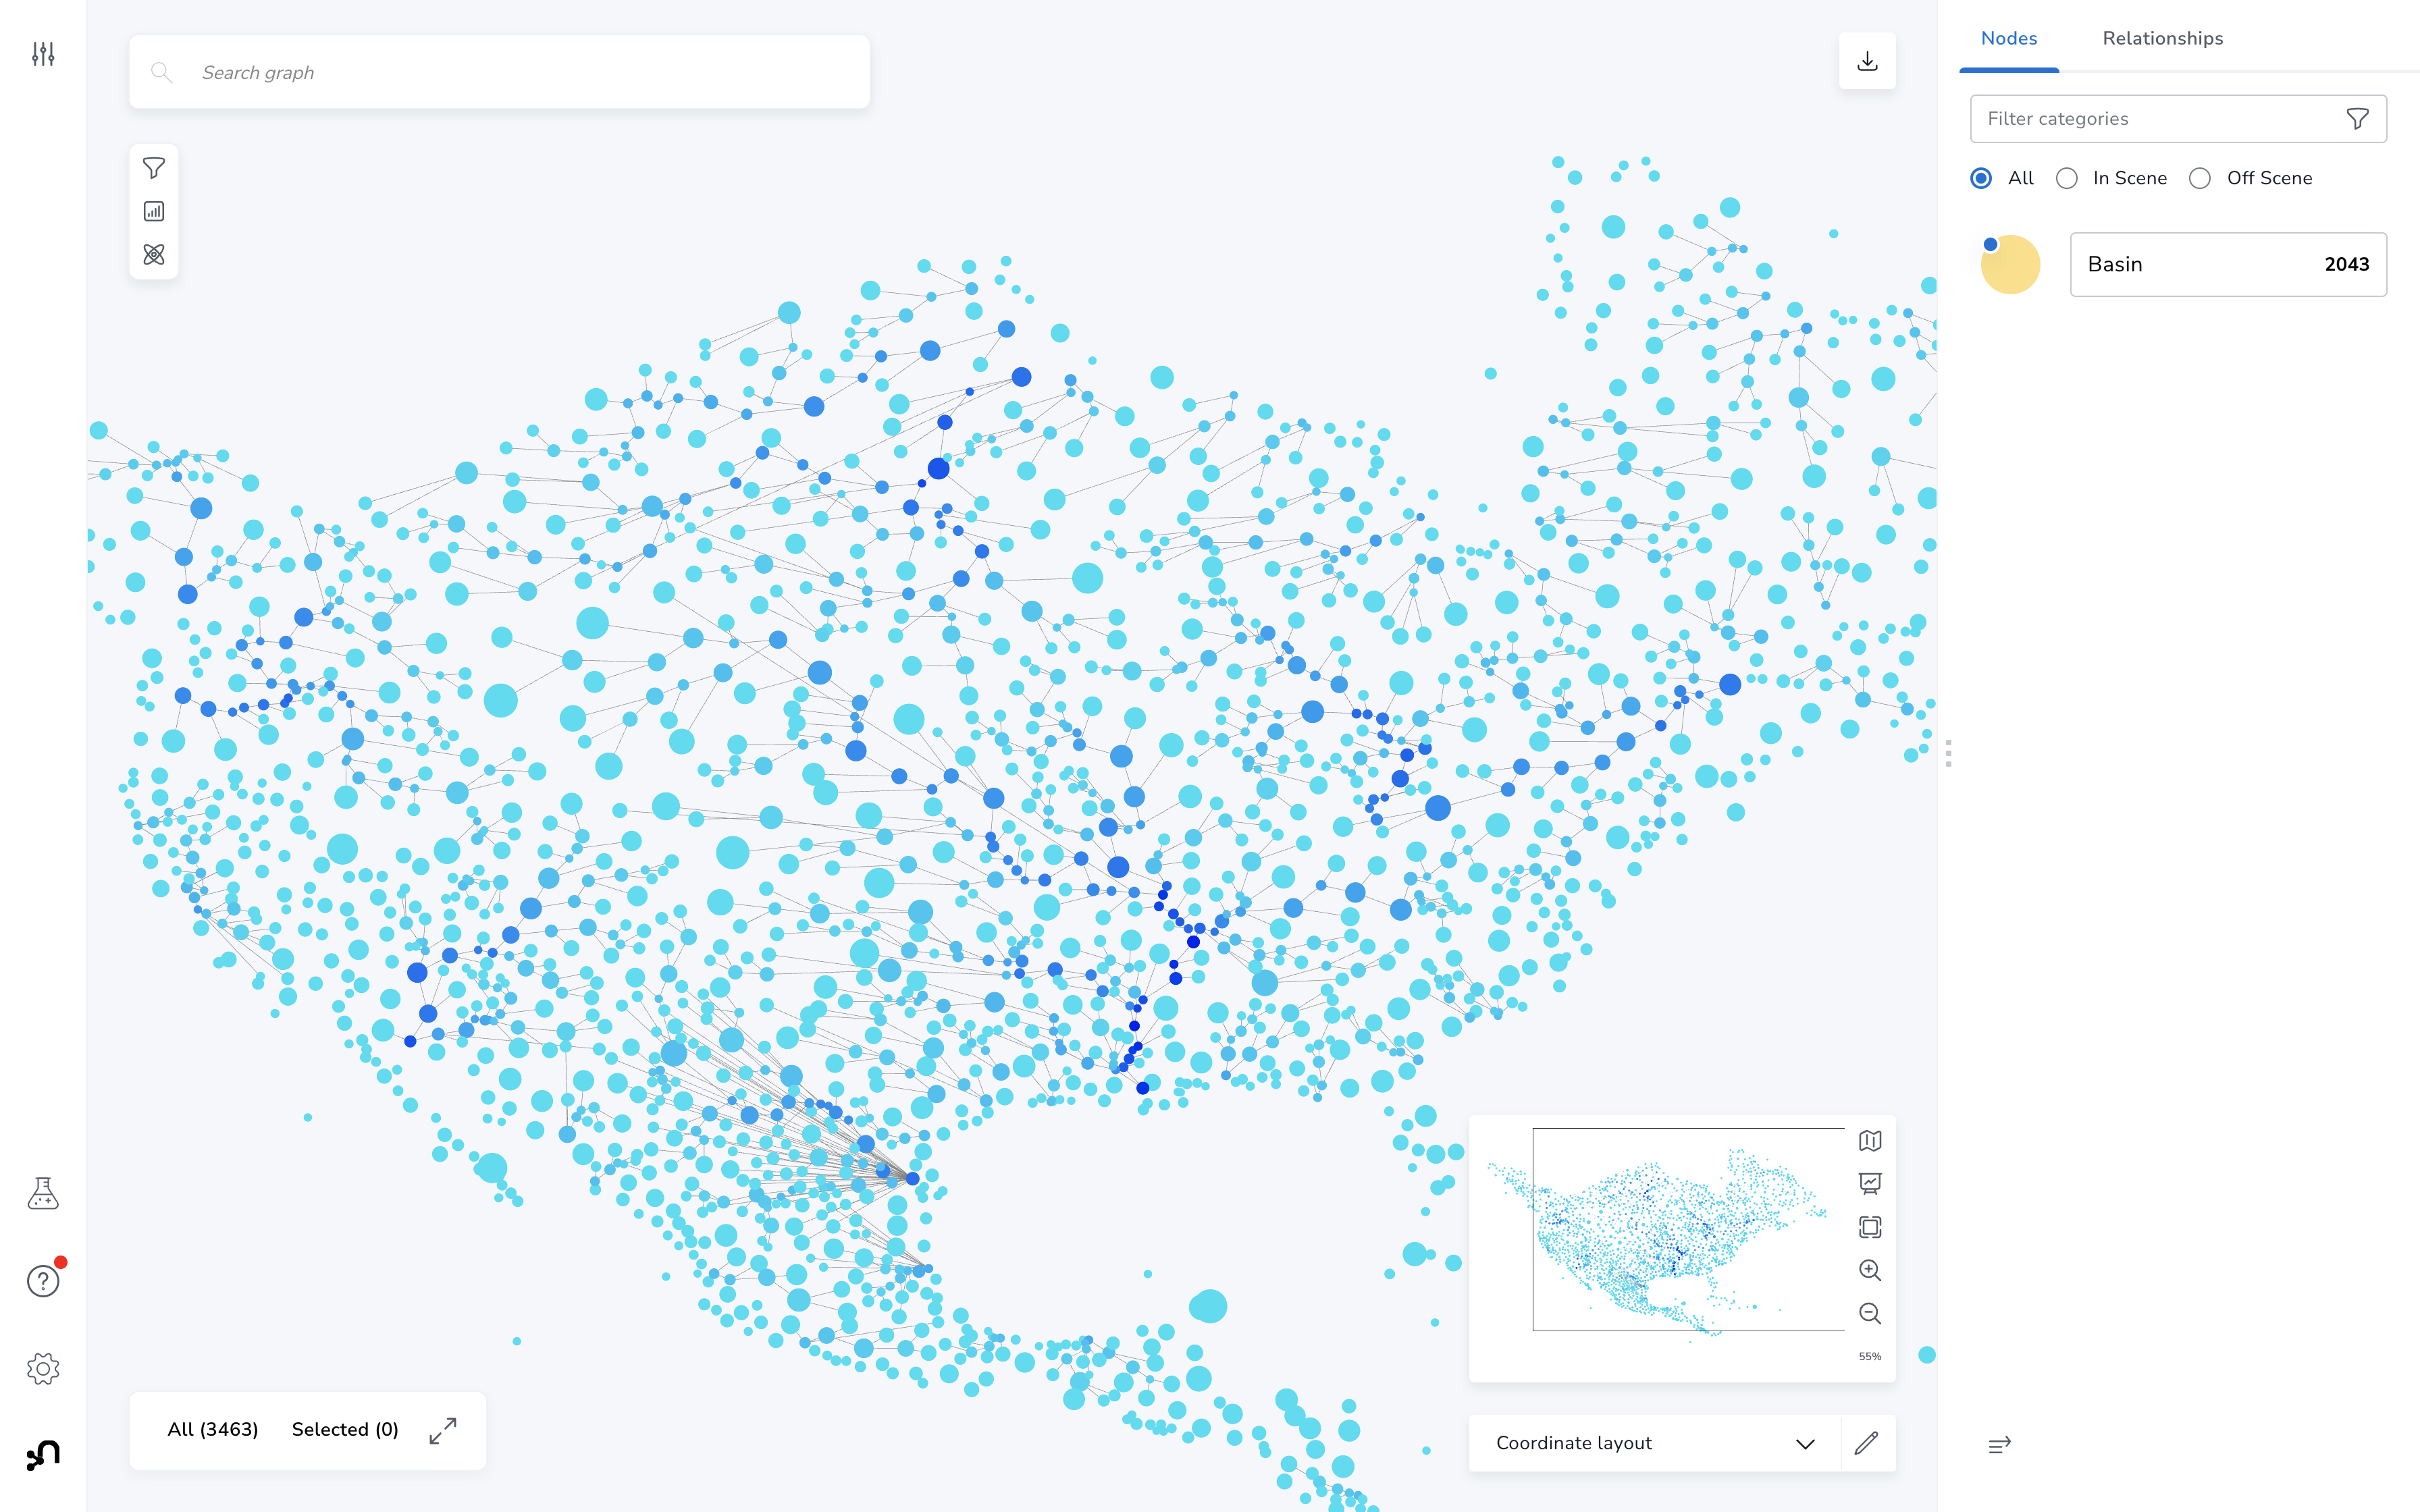 Search graph
Nodes
Relationships
Filter categories
All
In Scene
Off Scene
Basin
2043
55%
All (3463)
Selected (0)
Coordinate layout